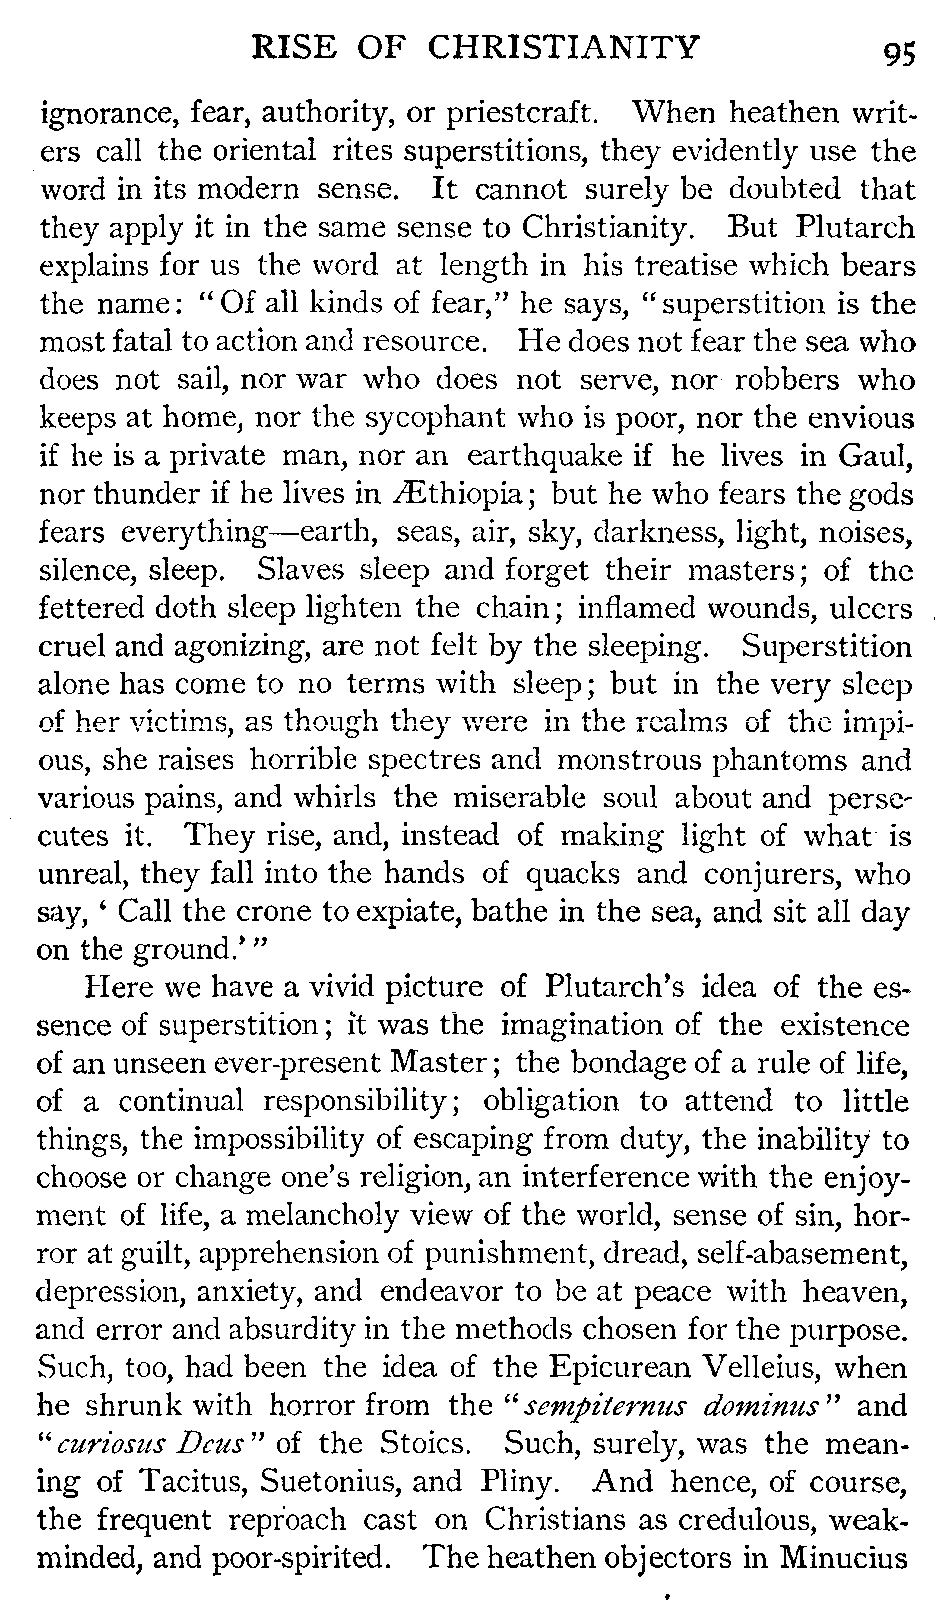 RISE OF CHRISTIANITY 95
ignorance, fear, authority, or priestcraft. When heathen writ-
ers call the oriental rites superstitions, they evidently use the
word in its modern sense. It cannot surely be doubted that
they apply it in the same sense to Christianity. But Plutarch
explains for us the word at length in his treatise which bears
the name: “Of all kinds of fear,” he says, “superstition is the
most fatal to action and resource. He does not fear the sea who
does not sail, nor war who does not serve, nor robbers who
keeps at home, nor the sycophant who is poor, nor the envious
if he is a private man, nor an earthquake if he lives in Gaul,
nor thunder if he lives in Æthiopia; but he who fears the gods
fears everything—earth, seas, air, sky, darkness, light, noises,
silence, sleep. Slaves sleep and forget their masters; of the
fettered doth sleep lighten the chain; inflamed wounds, ulcers
cruel and agonizing, are not felt by the sleeping. Superstition
alone has come to no terms with sleep; but in the very sleep
of her victims, as though they were in the realms of the impi-
ous, she raises horrible spectres and monstrous phantoms and
various pains, and whirls the miserable soul about and perse-
cutes it. They rise, and, instead of making light of what is
unreal, they fall into the hands of quacks and conjurers, who
say, ‘ Call the crone to expiate, bathe in the sea, and sit all day
on the ground.’ ”
Here we have a vivid picture of Plutarch’s idea of the es-
sence of superstition; it was the imagination of the existence
of an unseen ever-present Master; the bondage of a rule of life,
of a continual responsibility; obligation to attend to little
things, the impossibility of escaping from duty, the inability to
choose or change one’s religion, an interference with the enjoy-
ment of life, a melancholy view of the world, sense of sin, hor-
ror at guilt, apprehension of punishment, dread, self-abasement,
depression, anxiety, and endeavor to be at peace with heaven,
and error and absurdity in the methods chosen for the purpose.
Such, too, had been the idea of the Epicurean Velleius, when
he shrunk with horror from the “sempiternus dominus” and
“curiosus Deus” of the Stoics. Such, surely, was the mean-
ing of Tacitus, Suetonius, and Pliny. And hence, of course,
the frequent reproach cast on Christians as credulous, weak-
minded, and poor-spirited. The heathen objectors in Minucius